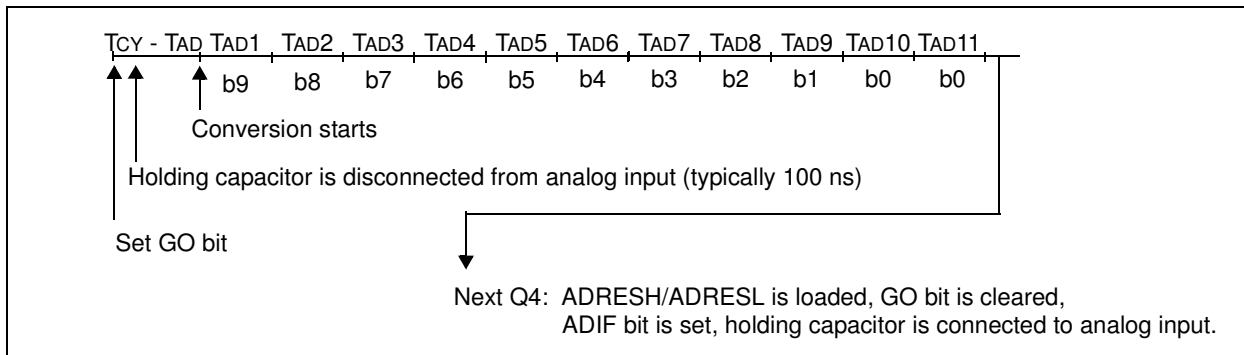 TCY - TAD TAD1 TAD2 TAD3 TAD4 TAD5 TAD6 TAD7 TAD8 TAD9 TAD10 TAD11
b9 b8 b7 b6 b5 b4 b3 b2 b1 b0 b0
Conversion starts
Holding capacitor is disconnected from analog input (typically 100 ns)
Set GO bit
Next Q4: ADRESH/ADRESL is loaded, GO bit is cleared,
ADIF bit is set, holding capacitor is connected to analog input.